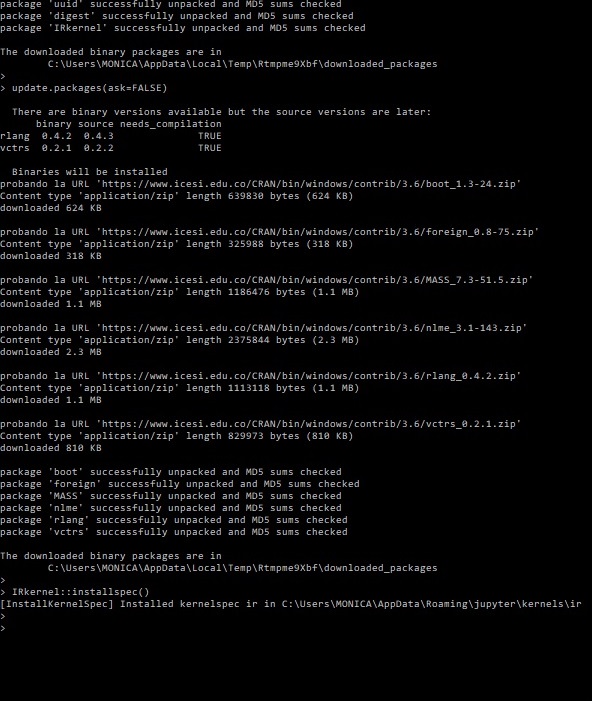 package 'uuid' successfully unpacked and MD5 sums checked
package 'digest' successfully unpacked and MD5 sums checked
package 'IRkernel' successfully unpacked and MD5 sums checked

The downloaded binary packages are in
        C:\Users\MONICA\AppData\Local\Temp\Rtmpme9Xbf\downloaded_packages
>
> update.packages(ask=FALSE)

  There are binary versions available but the source versions are later:
      binary source needs_compilation
rlang  0.4.2  0.4.3              TRUE
vctrs  0.2.1  0.2.2              TRUE

  Binaries will be installed
probando la URL 'https://www.icesi.edu.co/CRAN/bin/windows/contrib/3.6/boot_1.3-24.zip'
Content type 'application/zip' length 639830 bytes (624 KB)
downloaded 624 KB

probando la URL 'https://www.icesi.edu.co/CRAN/bin/windows/contrib/3.6/foreign_0.8-75.zip'
Content type 'application/zip' length 325988 bytes (318 KB)
downloaded 318 KB

probando la URL 'https://www.icesi.edu.co/CRAN/bin/windows/contrib/3.6/MASS_7.3-51.5.zip'
Content type 'application/zip' length 1186476 bytes (1.1 MB)
downloaded 1.1 MB

probando la URL 'https://www.icesi.edu.co/CRAN/bin/windows/contrib/3.6/nlme_3.1-143.zip'
Content type 'application/zip' length 2375844 bytes (2.3 MB)
downloaded 2.3 MB

probando la URL 'https://www.icesi.edu.co/CRAN/bin/windows/contrib/3.6/rlang_0.4.2.zip'
Content type 'application/zip' length 1113118 bytes (1.1 MB)
downloaded 1.1 MB

probando la URL 'https://www.icesi.edu.co/CRAN/bin/windows/contrib/3.6/vctrs_0.2.1.zip'
Content type 'application/zip' length 829973 bytes (810 KB)
downloaded 810 KB

package 'boot' successfully unpacked and MD5 sums checked
package 'foreign' successfully unpacked and MD5 sums checked
package 'MASS' successfully unpacked and MD5 sums checked
package 'nlme' successfully unpacked and MD5 sums checked
package 'rlang' successfully unpacked and MD5 sums checked
package 'vctrs' successfully unpacked and MD5 sums checked

The downloaded binary packages are in
        C:\Users\MONICA\AppData\Local\Temp\Rtmpme9Xbf\downloaded_packages
>
> IRkernel::installspec()
[InstallKernelSpec] Installed kernelspec ir in C:\Users\MONICA\AppData\Roaming\jupyter\kernels\ir
>
>